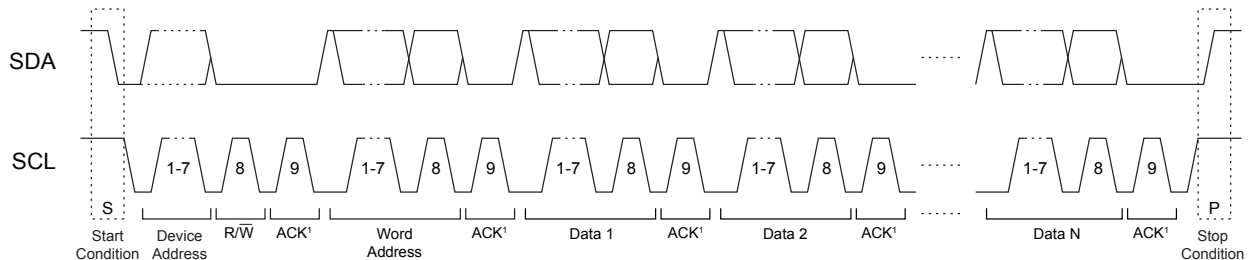 SDA
SCL
1-7 8 9 1-7 8 9 1-7 8 9 1-7 8 9 1-7 8 9
S P
Start Condition
Device Address
R/W̅
ACK¹
Word Address
ACK¹
Data 1
ACK¹
Data 2
ACK¹
Data N
ACK¹
Stop Condition